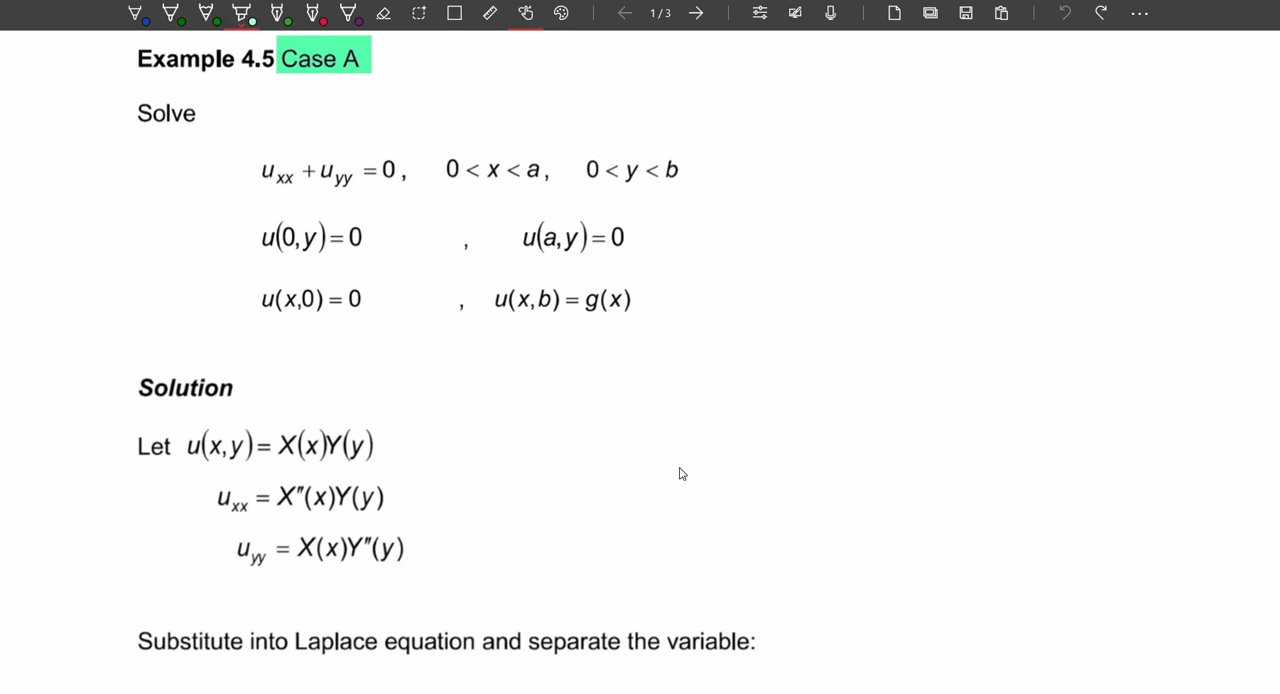 1/3
Example 4.5 Case A
Solve
u_xx + u_yy = 0, 0 < x < a, 0 < y < b
u(0,y) = 0 , u(a,y) = 0
u(x,0) = 0 , u(x,b) = g(x)
Solution
Let u(x,y) = X(x)Y(y)
u_xx = X″(x)Y(y)
u_yy = X(x)Y″(y)
Substitute into Laplace equation and separate the variable: